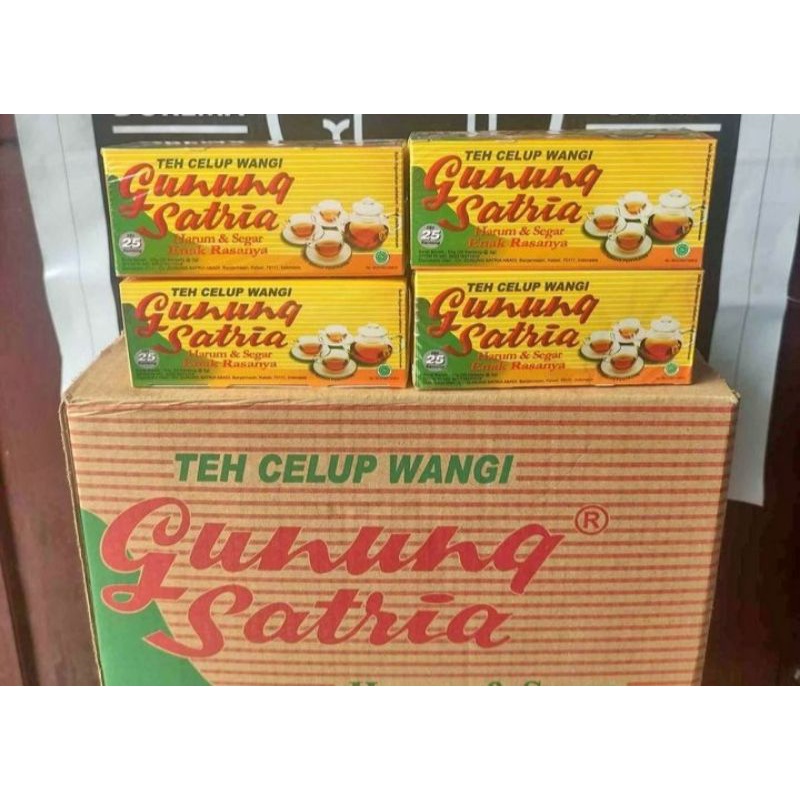 TEH CELUP WANGI
Gunung
Satria
Harum & Segar
Enak Rasanya
25
TEH CELUP WANGI
Gunung
Satria
Harum & Segar
Enak Rasanya
25
TEH CELUP WANGI
Gunung
Satria
Harum & Segar
Enak Rasanya
25
TEH CELUP WANGI
Gunung
Satria
Harum & Segar
Enak Rasanya
25
TEH CELUP WANGI
Gunung ®
Satria